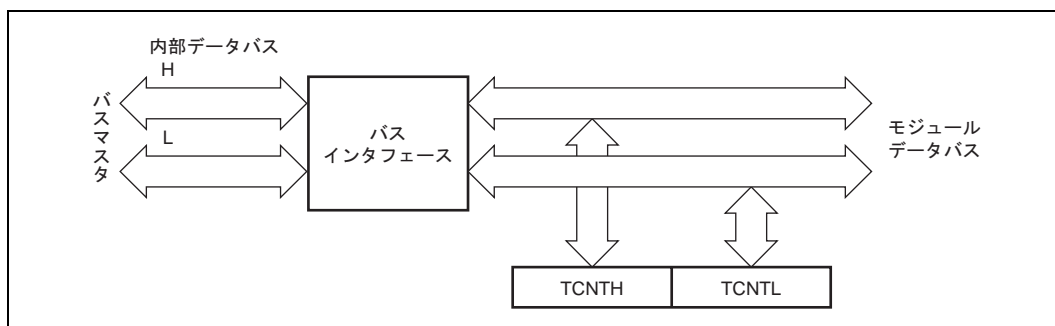 内部データバス
H
L
バスマスタ
バス
インタフェース
モジュール
データバス
TCNTH
TCNTL